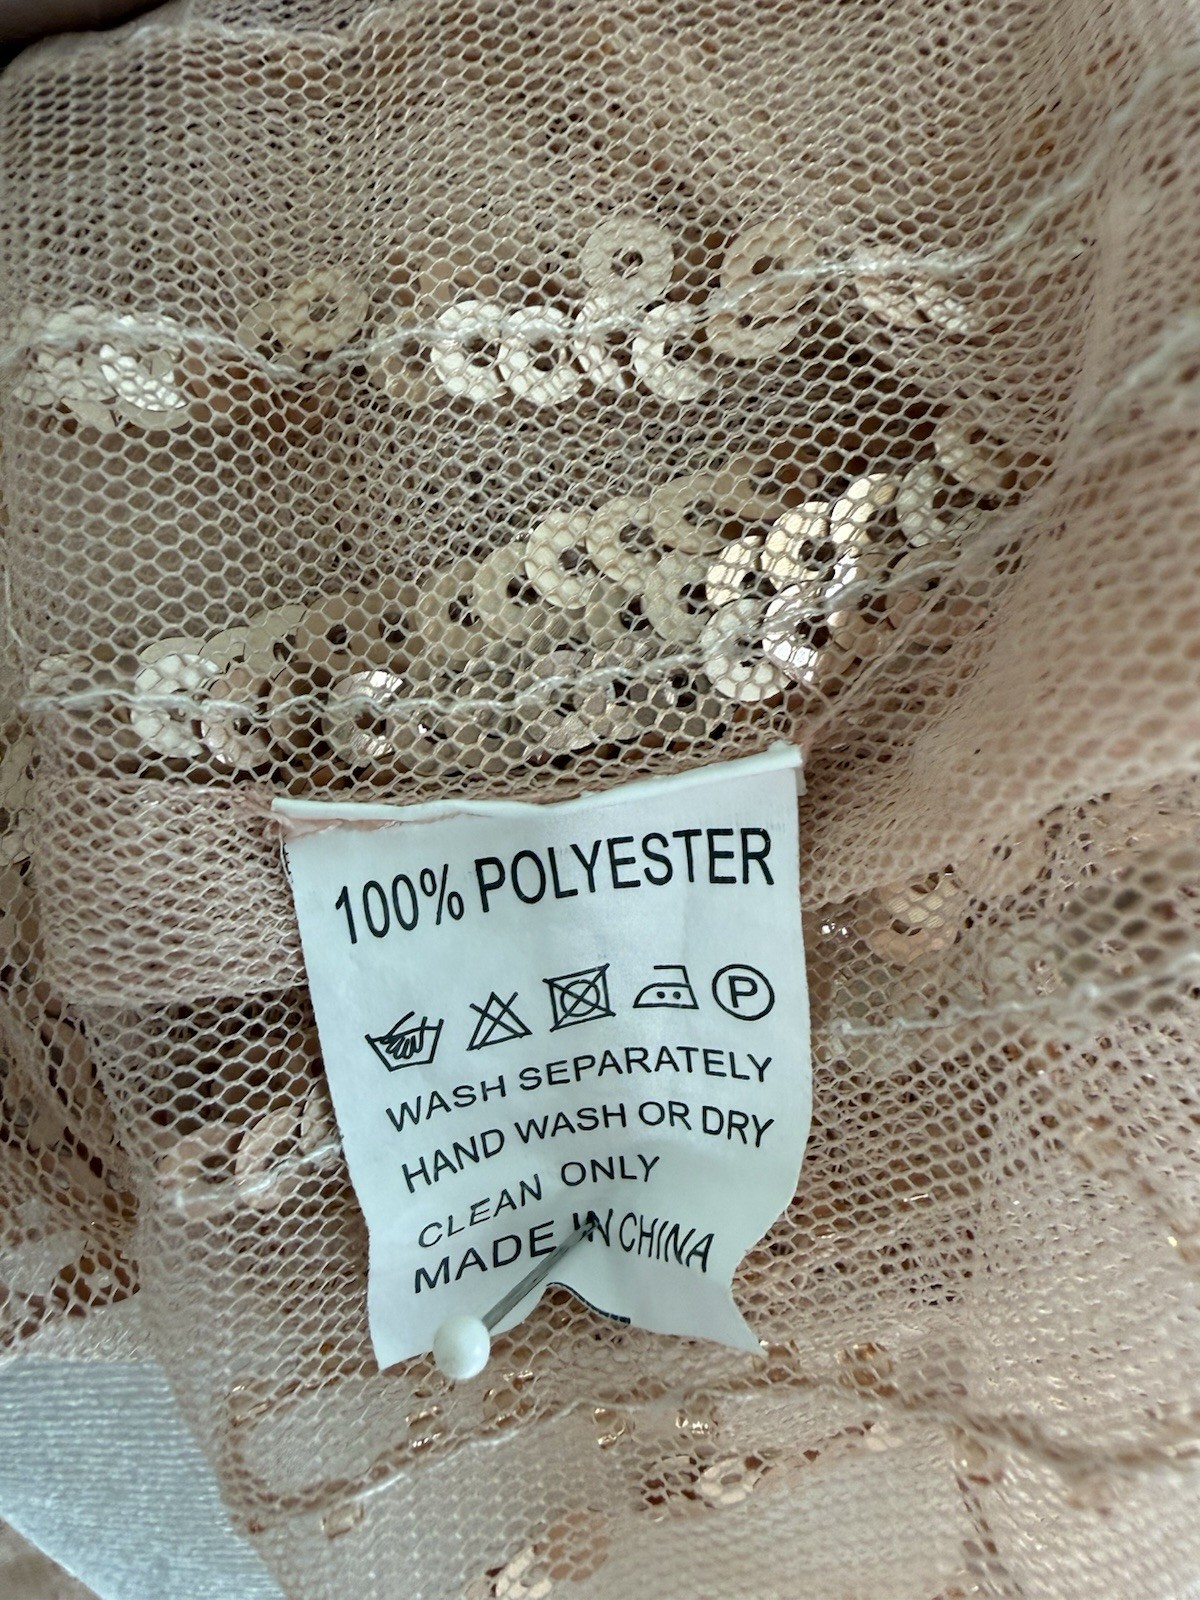 100% POLYESTER
P
WASH SEPARATELY
HAND WASH OR DRY
CLEAN ONLY
MADE IN CHINA